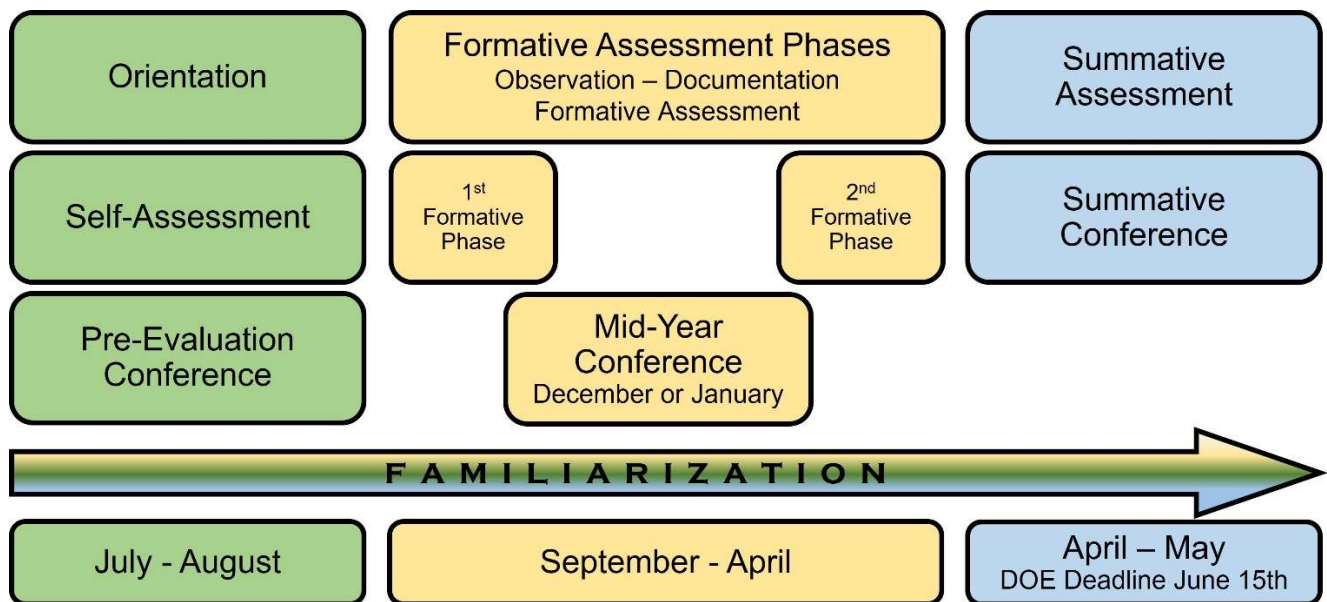 Orientation
Formative Assessment Phases
Observation – Documentation
Formative Assessment
Summative
Assessment
Self-Assessment
1st
Formative
Phase
2nd
Formative
Phase
Summative
Conference
Pre-Evaluation
Conference
Mid-Year
Conference
December or January
FAMILIARIZATION
July - August
September - April
April – May
DOE Deadline June 15th